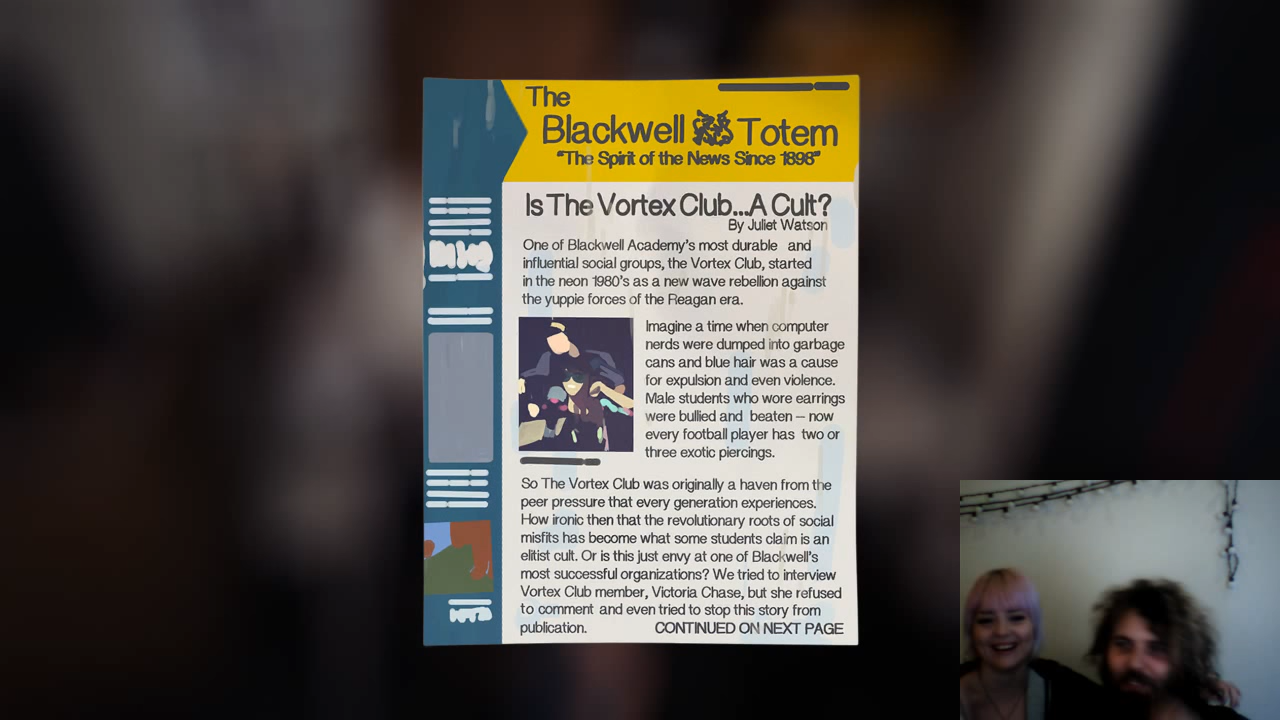 The
Blackwell Totem
"The Spirit of the News Since 1898"
Is The Vortex Club...A Cult?
By Juliet Watson
One of Blackwell Academy's most durable and
influential social groups, the Vortex Club, started
in the neon 1980's as a new wave rebellion against
the yuppie forces of the Reagan era.
Imagine a time when computer
nerds were dumped into garbage
cans and blue hair was a cause
for expulsion and even violence.
Male students who wore earrings
were bullied and beaten – now
every football player has two or
three exotic piercings.
So The Vortex Club was originally a haven from the
peer pressure that every generation experiences.
How ironic then that the revolutionary roots of social
misfits has become what some students claim is an
elitist cult. Or is this just envy at one of Blackwell's
most successful organizations? We tried to interview
Vortex Club member, Victoria Chase, but she refused
to comment and even tried to stop this story from
publication.
CONTINUED ON NEXT PAGE